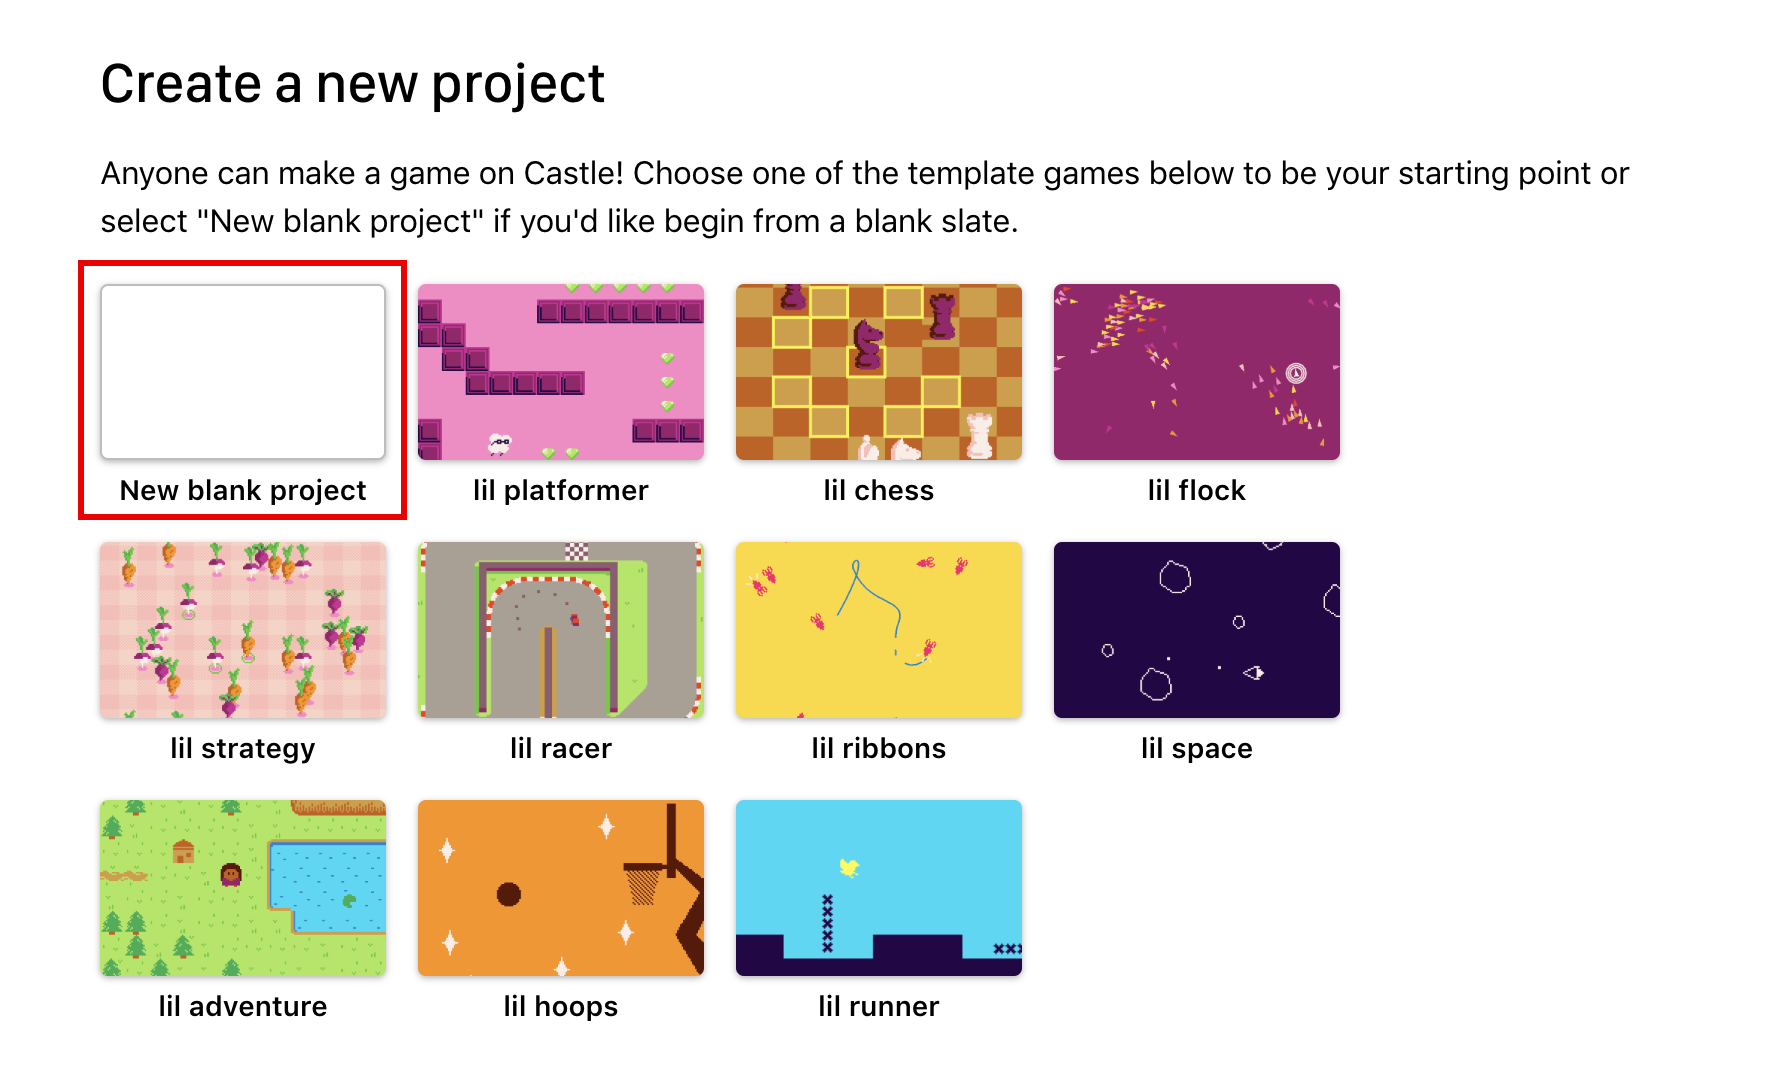 Create a new project
Anyone can make a game on Castle! Choose one of the template games below to be your starting point or
select "New blank project" if you'd like begin from a blank slate.
New blank project
lil platformer
lil chess
lil flock
lil strategy
lil racer
lil ribbons
lil space
lil adventure
lil hoops
lil runner